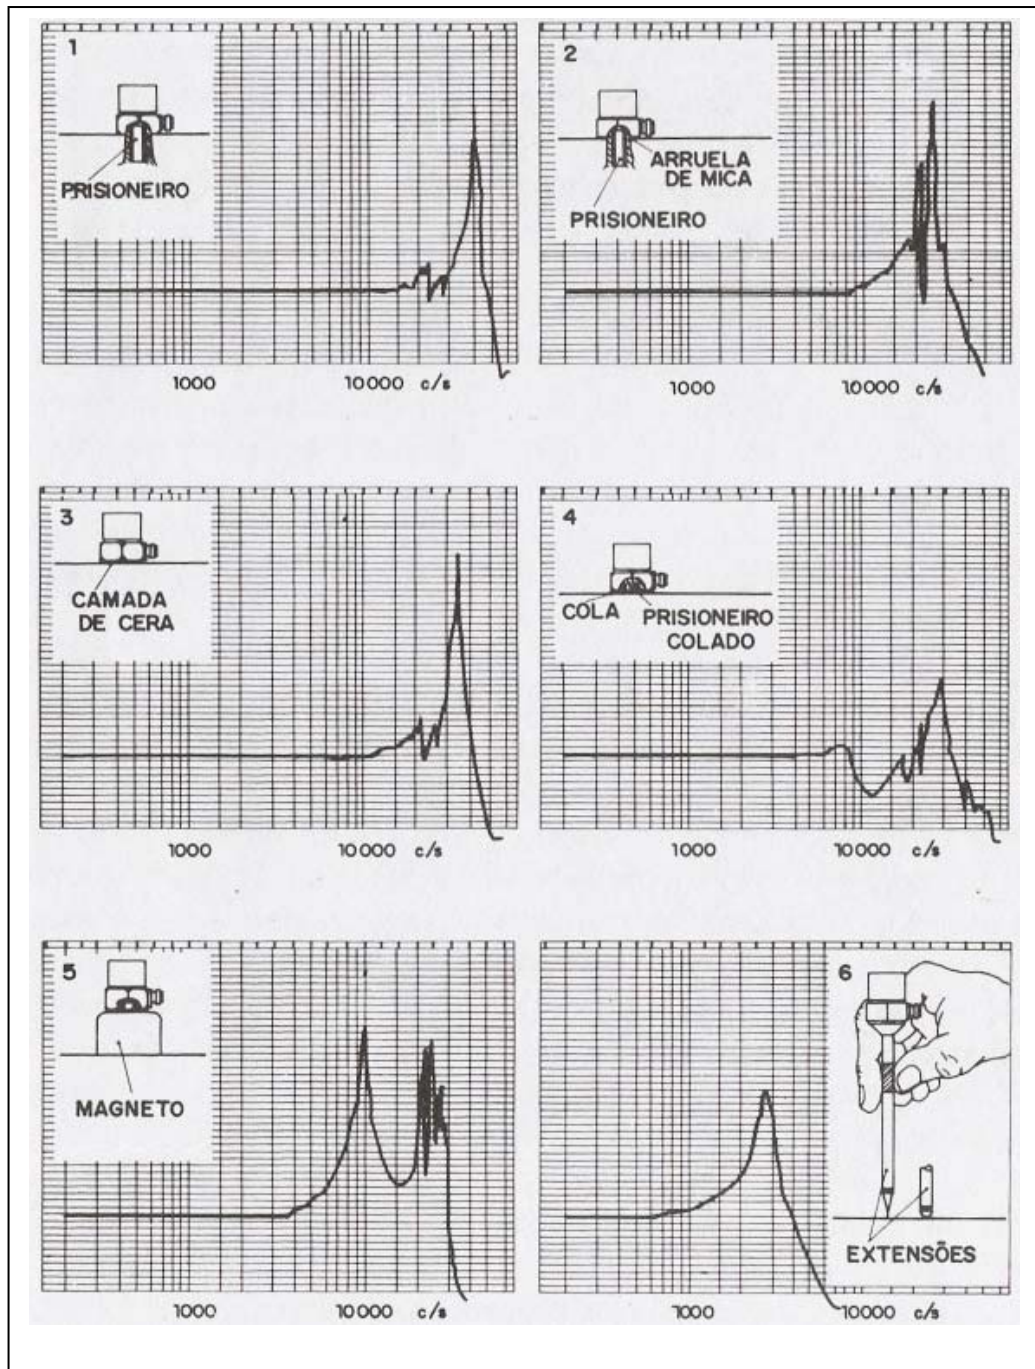 1
PRISIONEIRO
1000 10000 c/s
2
ARRUELA
DE MICA
PRISIONEIRO
1000 10000 c/s
3
CAMADA
DE CERA
1000 10000 c/s
4
COLA PRISIONEIRO
COLADO
1000 10000 c/s
5
MAGNETO
1000 10000 c/s
6
EXTENSÕES
1000 10000 c/s